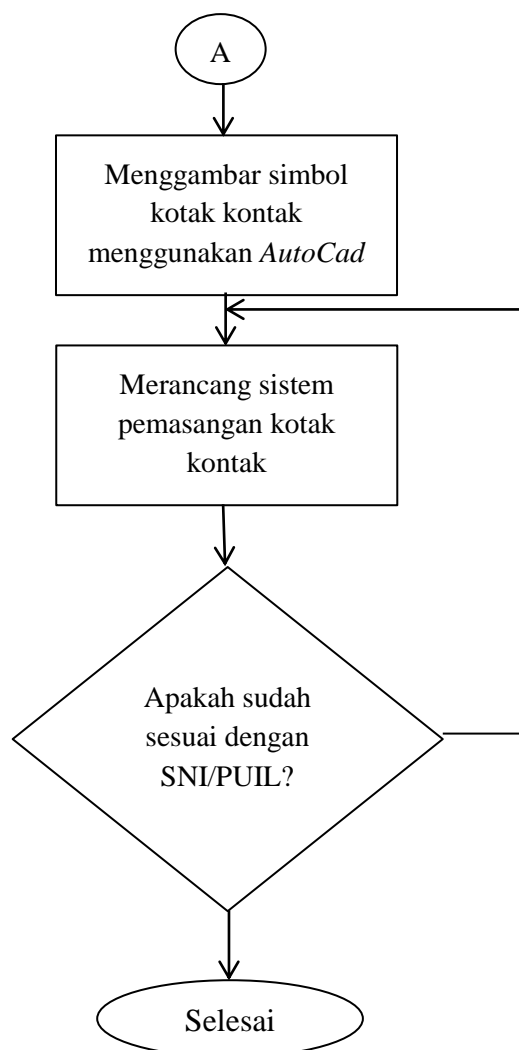 A
Menggambar simbol
kotak kontak
menggunakan AutoCad
Merancang sistem
pemasangan kotak
kontak
Apakah sudah
sesuai dengan
SNI/PUIL?
Selesai